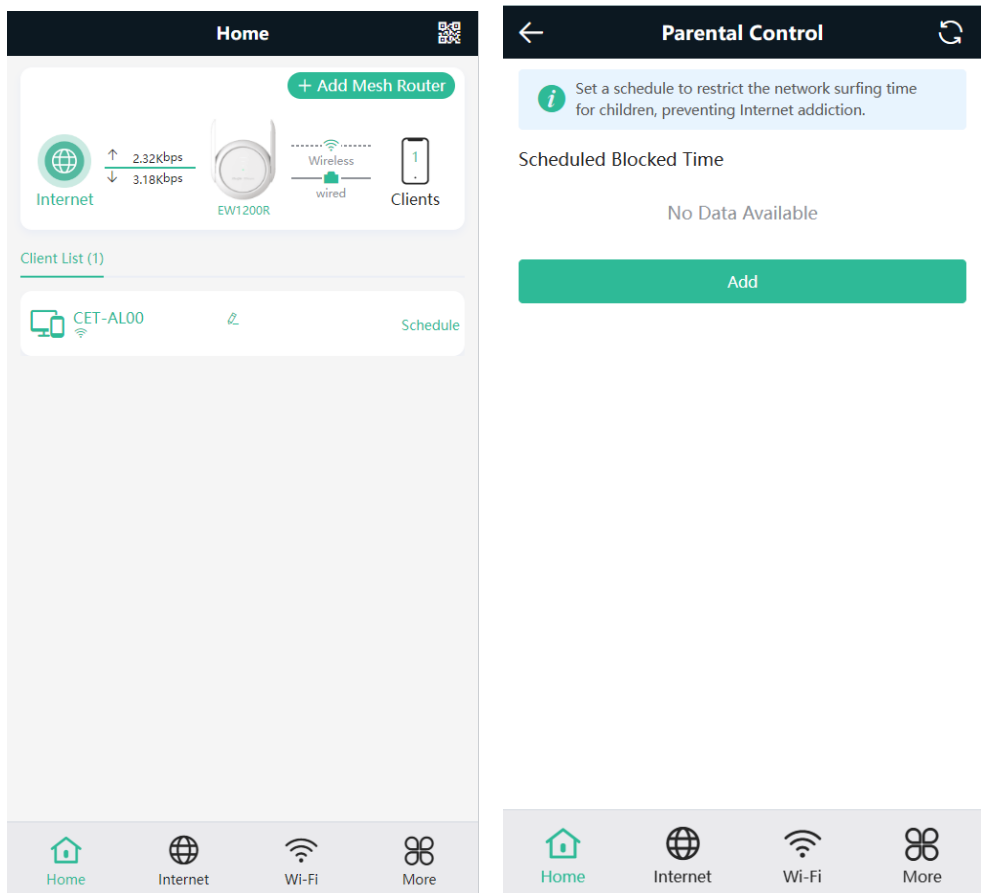 Home
+ Add Mesh Router
↑ 2.32Kbps
↓ 3.18Kbps
Internet
EW1200R
Wireless
wired
1
Clients
Client List (1)
CET-AL00
Schedule
Home
Internet
Wi-Fi
More
Parental Control
Set a schedule to restrict the network surfing time
for children, preventing Internet addiction.
Scheduled Blocked Time
No Data Available
Add
Home
Internet
Wi-Fi
More